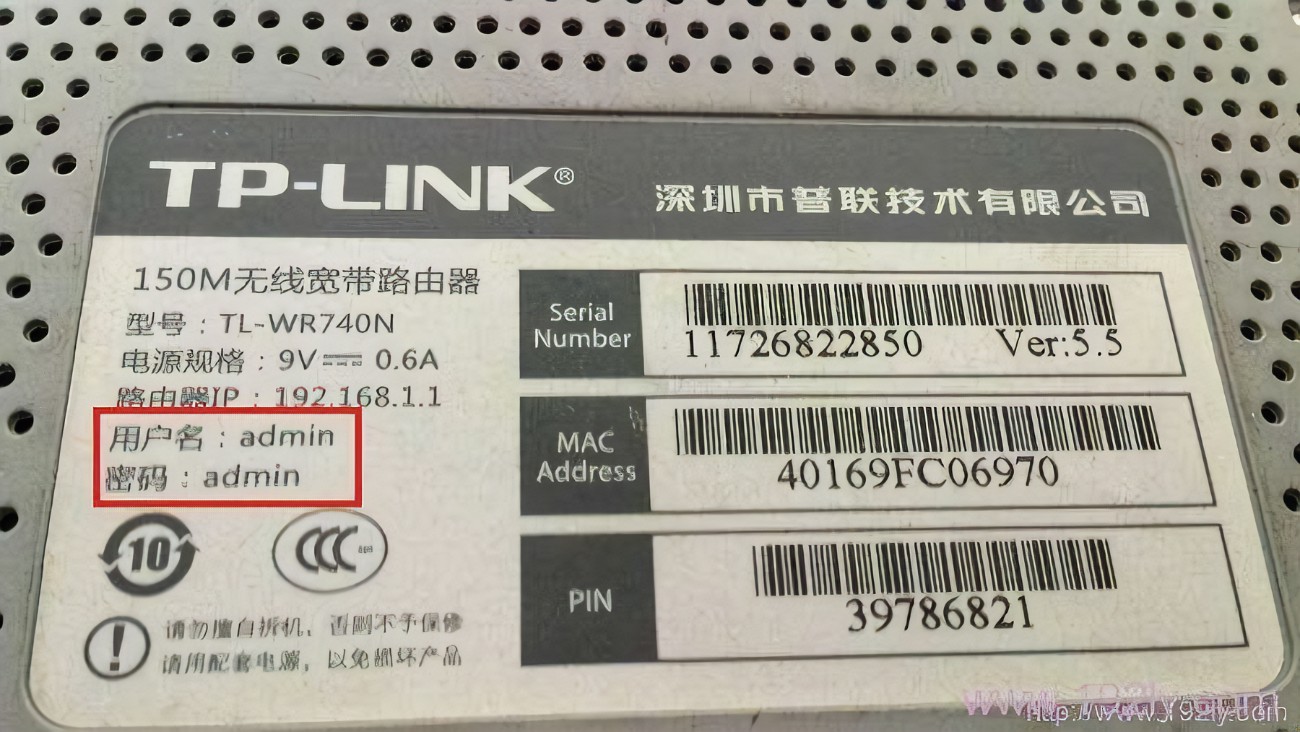 TP-LINK®
深圳市普联技术有限公司
150M无线宽带路由器
型号：TL-WR740N
电源规格：9V⎓ 0.6A
路由器IP：192.168.1.1
用户名：admin
密码：admin
10
CCC
请勿擅自拆机，否则不予保修
请用配套电源，以免损坏产品
Serial Number
11726822850 Ver:5.5
MAC Address
40169FC06970
PIN
39786821